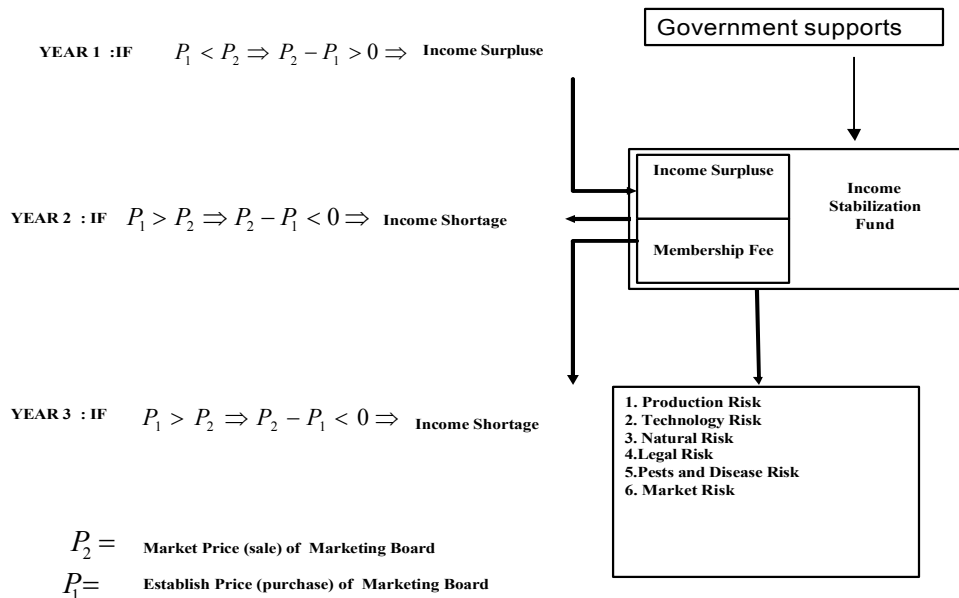 Government supports
YEAR 1 :IF P₁ < P₂ ⇒ P₂ − P₁ > 0 ⇒ Income Surpluse
Income Surpluse
Income
Stabilization
Fund
YEAR 2 : IF P₁ > P₂ ⇒ P₂ − P₁ < 0 ⇒ Income Shortage
Membership Fee
YEAR 3 : IF P₁ > P₂ ⇒ P₂ − P₁ < 0 ⇒ Income Shortage
1. Production Risk
2. Technology Risk
3. Natural Risk
4.Legal Risk
5.Pests and Disease Risk
6. Market Risk
P₂ = Market Price (sale) of Marketing Board
P₁= Establish Price (purchase) of Marketing Board